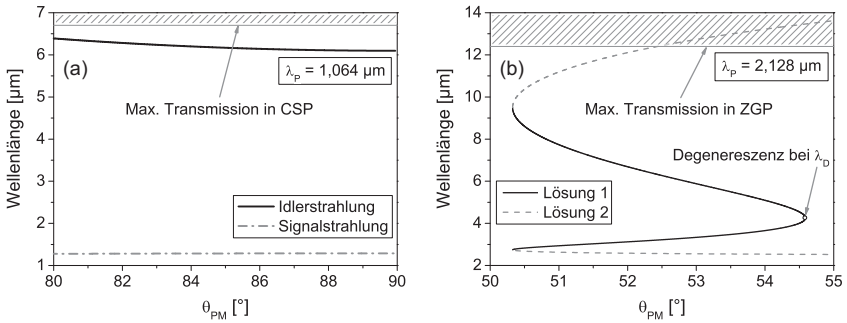 7
6
5
4
3
2
1
80 82 84 86 88 90
Wellenlänge [µm]
θPM [°]
(a)
λP = 1,064 µm
Max. Transmission in CSP
Idlerstrahlung
Signalstrahlung
14
12
10
8
6
4
2
50 51 52 53 54 55
Wellenlänge [µm]
θPM [°]
(b)
λP = 2,128 µm
Max. Transmission in ZGP
Degenereszenz bei λD
Lösung 1
Lösung 2